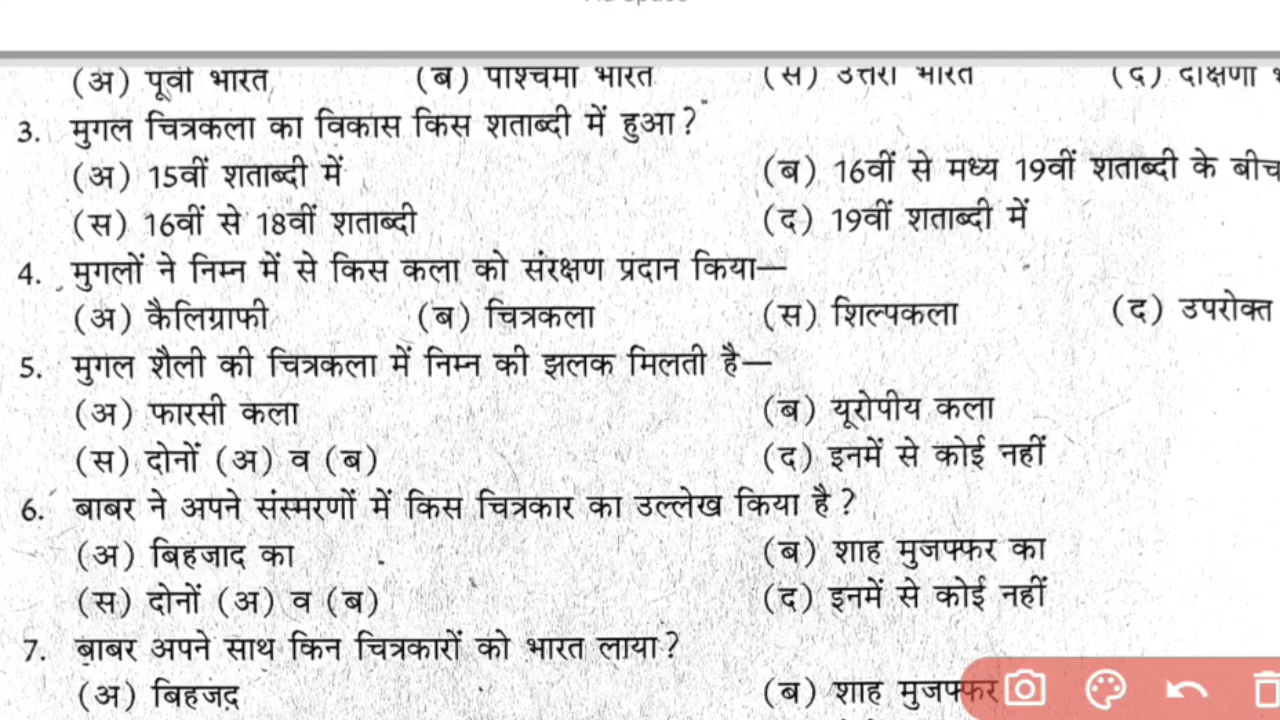 (अ) पूर्वी भारत (ब) पश्चिमी भारत (स) उत्तरी भारत (द) दक्षिणी
3. मुगल चित्रकला का विकास किस शताब्दी में हुआ?
(अ) 15वीं शताब्दी में (ब) 16वीं से मध्य 19वीं शताब्दी के बीच
(स) 16वीं से 18वीं शताब्दी (द) 19वीं शताब्दी में
4. मुगलों ने निम्न में से किस कला को संरक्षण प्रदान किया—
(अ) कैलिग्राफी (ब) चित्रकला (स) शिल्पकला (द) उपरोक्त
5. मुगल शैली की चित्रकला में निम्न की झलक मिलती है—
(अ) फारसी कला (ब) यूरोपीय कला
(स) दोनों (अ) व (ब) (द) इनमें से कोई नहीं
6. बाबर ने अपने संस्मरणों में किस चित्रकार का उल्लेख किया है?
(अ) बिहजाद का (ब) शाह मुजफ्फर का
(स) दोनों (अ) व (ब) (द) इनमें से कोई नहीं
7. बाबर अपने साथ किन चित्रकारों को भारत लाया?
(अ) बिहजद (ब) शाह मुजफ्फर